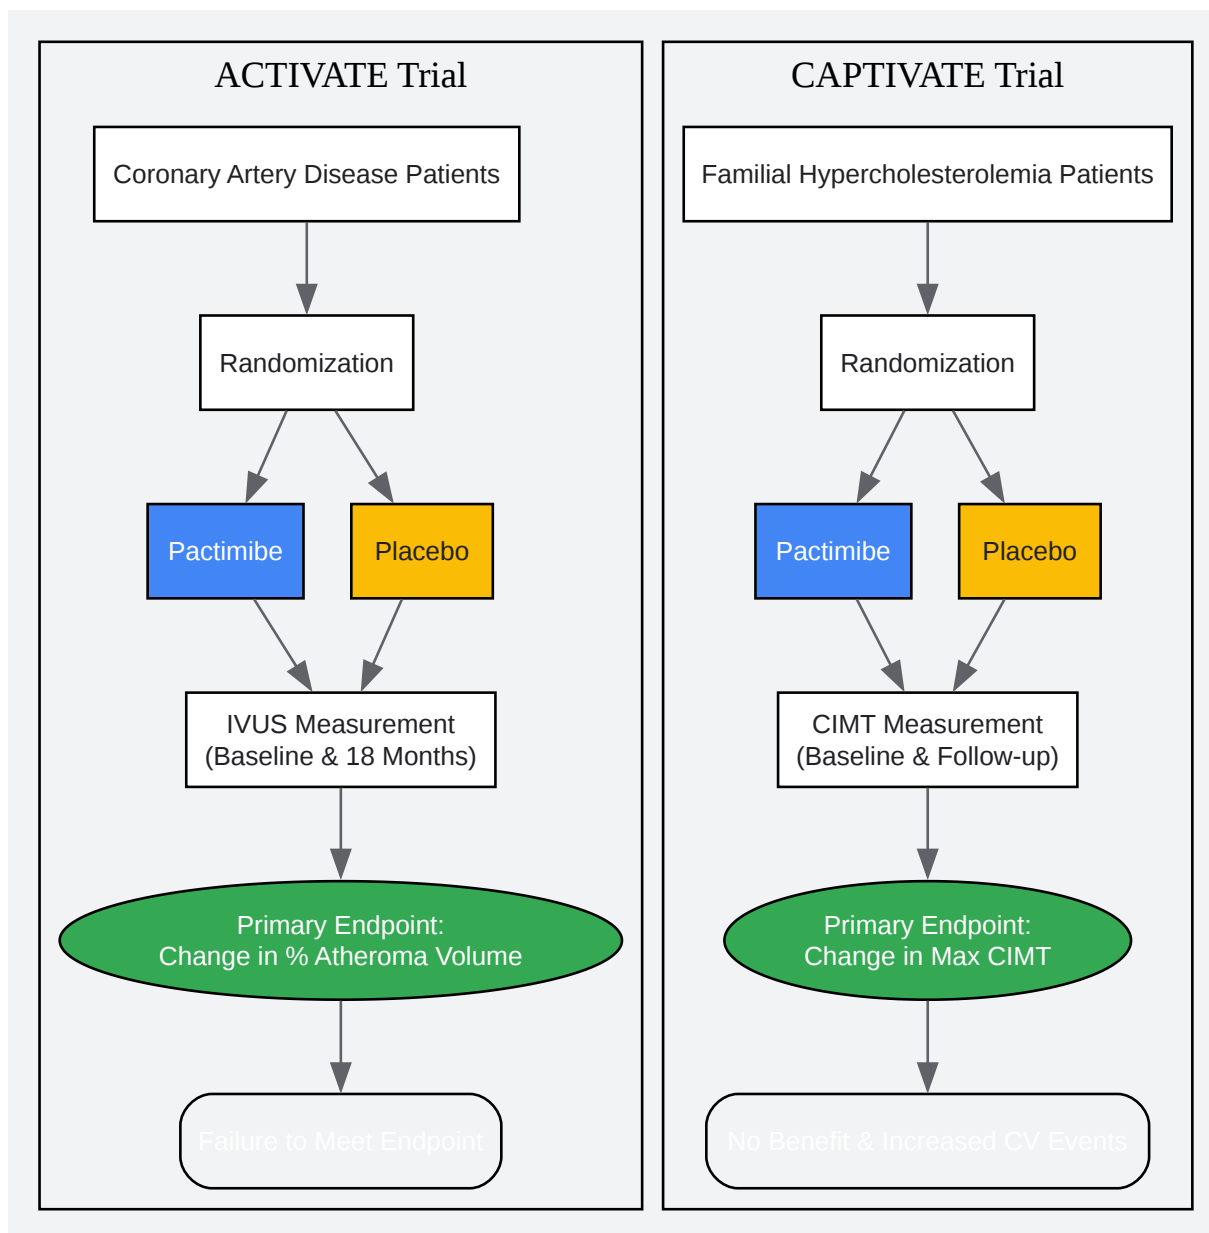 ACTIVATE Trial
Coronary Artery Disease Patients
Randomization
Pactimibe
Placebo
IVUS Measurement
(Baseline & 18 Months)
Primary Endpoint:
Change in % Atheroma Volume
Failure to Meet Endpoint
CAPTIVATE Trial
Familial Hypercholesterolemia Patients
Randomization
Pactimibe
Placebo
CIMT Measurement
(Baseline & Follow-up)
Primary Endpoint:
Change in Max CIMT
No Benefit & Increased CV Events